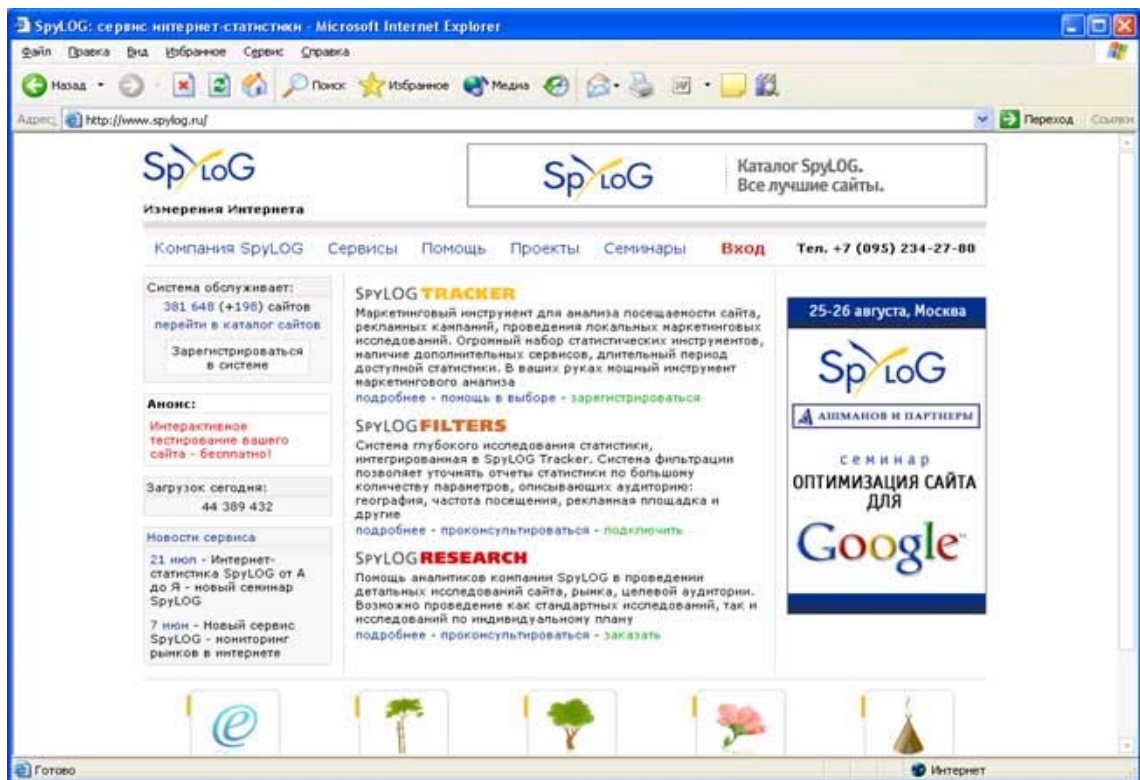 SpyLOG: сервис интернет-статистики - Microsoft Internet Explorer
Файл Правка Вид Избранное Сервис Справка
Назад Поиск Избранное Медиа
Адрес: http://www.spylog.ru/ Переход Ссылки
SpyLOG
Измерения Интернета
SpyLOG
Каталог SpyLOG.
Все лучшие сайты.
Компания SpyLOG Сервисы Помощь Проекты Семинары Вход Тел. +7 (095) 234-27-80
Система обслуживает:
381 648 (+198) сайтов
перейти в каталог сайтов
Зарегистрироваться
в системе
Анонс:
Интерактивное
тестирование вашего
сайта - бесплатно!
Загрузок сегодня:
44 389 432
Новости сервиса
21 июл - Интернет-
статистика SpyLOG от А
до Я - новый семинар
SpyLOG
7 июн - Новый сервис
SpyLOG - мониторинг
рынков в интернете
SPYLOG TRACKER
Маркетинговый инструмент для анализа посещаемости сайта,
рекламных кампаний, проведения локальных маркетинговых
исследований. Огромный набор статистических инструментов,
наличие дополнительных сервисов, длительный период
доступной статистики. В ваших руках мощный инструмент
маркетингового анализа
подробнее - помощь в выборе - зарегистрироваться
SPYLOG FILTERS
Система глубокого исследования статистики,
интегрированная в SpyLOG Tracker. Система фильтрации
позволяет уточнять отчеты статистики по большому
количеству параметров, описывающих аудиторию:
география, частота посещения, рекламная площадка и
другие
подробнее - проконсультироваться - подключить
SPYLOG RESEARCH
Помощь аналитиков компании SpyLOG в проведении
детальных исследований сайта, рынка, целевой аудитории.
Возможно проведение как стандартных исследований, так и
исследований по индивидуальному плану
подробнее - проконсультироваться - заказать
25-26 августа, Москва
SpyLOG
АШМАНОВ И ПАРТНЕРЫ
семинар
ОПТИМИЗАЦИЯ САЙТА
ДЛЯ
Google
Готово Интернет